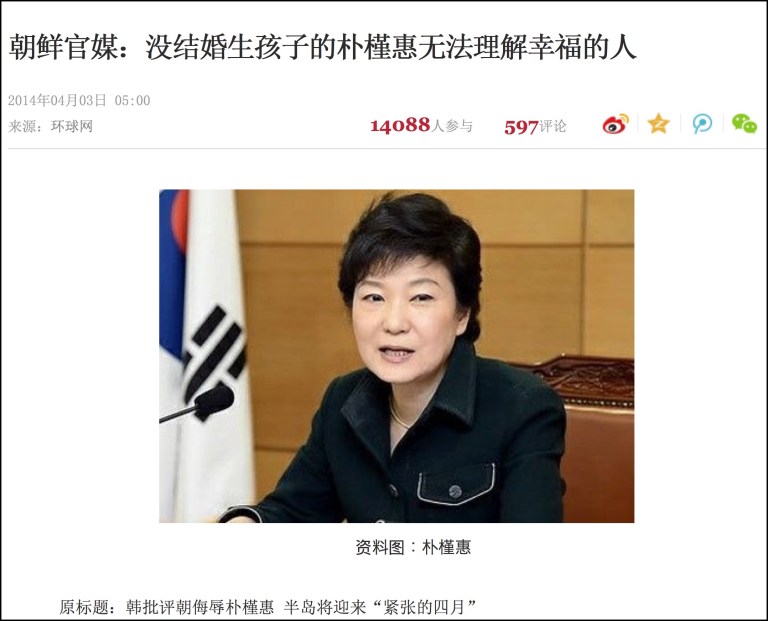 朝鲜官媒：没结婚生孩子的朴槿惠无法理解幸福的人
2014年04月03日 05:00
来源：环球网
14088人参与 597评论
资料图：朴槿惠
原标题：韩批评朝侮辱朴槿惠 半岛将迎来“紧张的四月”